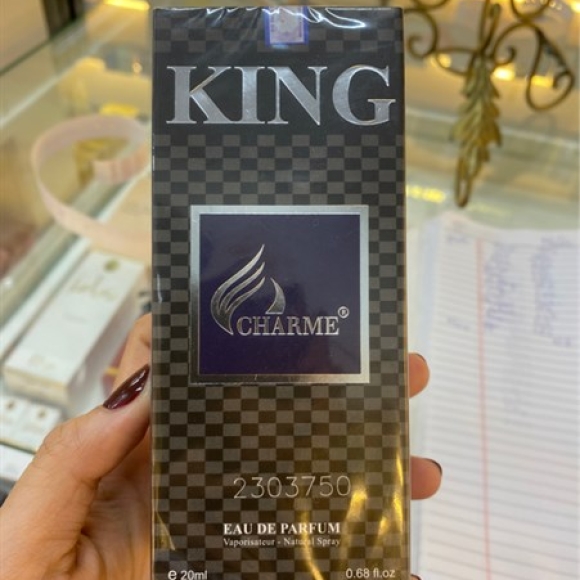 KING
CHARME®
2303750
EAU DE PARFUM
Vaporisateur - Natural Spray
e 20ml 0.68 fl.oz